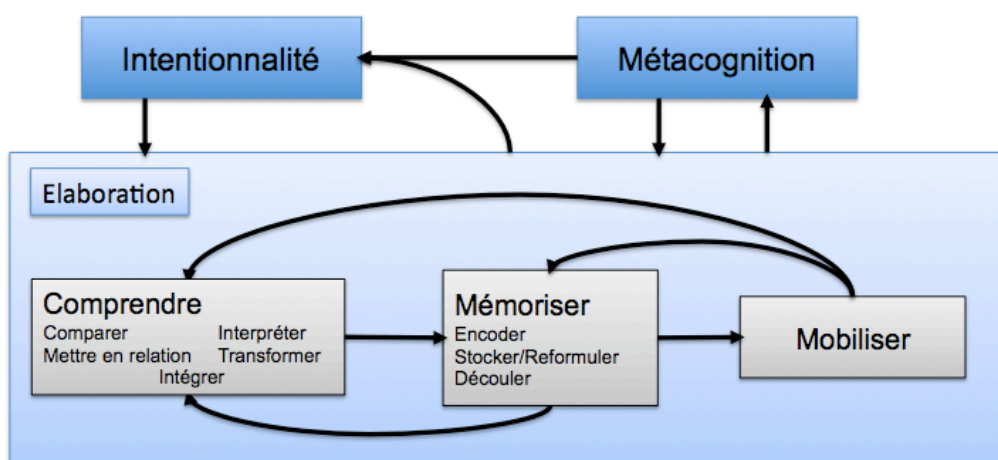 Intentionnalité
Métacognition
Elaboration
Comprendre
Comparer Interpréter
Mettre en relation Transformer
Intégrer
Mémoriser
Encoder
Stocker/Reformuler
Découler
Mobiliser